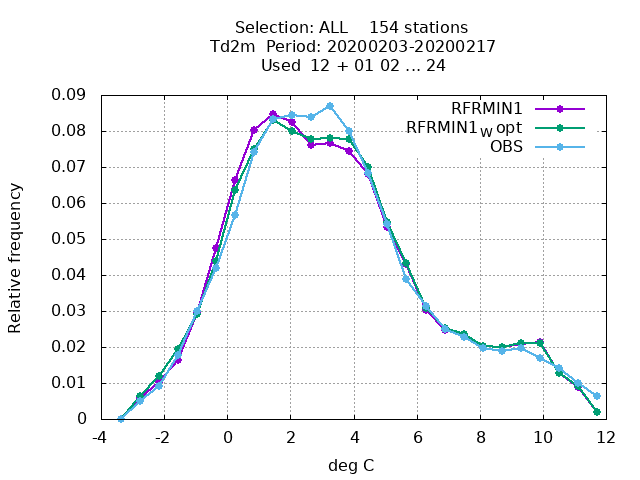 Selection: ALL    154 stations
Td2m  Period: 20200203-20200217
Used  12 + 01 02 ... 24
RFRMIN1
RFRMIN1w opt
OBS
0.09
0.08
0.07
0.06
0.05
0.04
0.03
0.02
0.01
0
Relative frequency
-4 -2 0 2 4 6 8 10 12
deg C